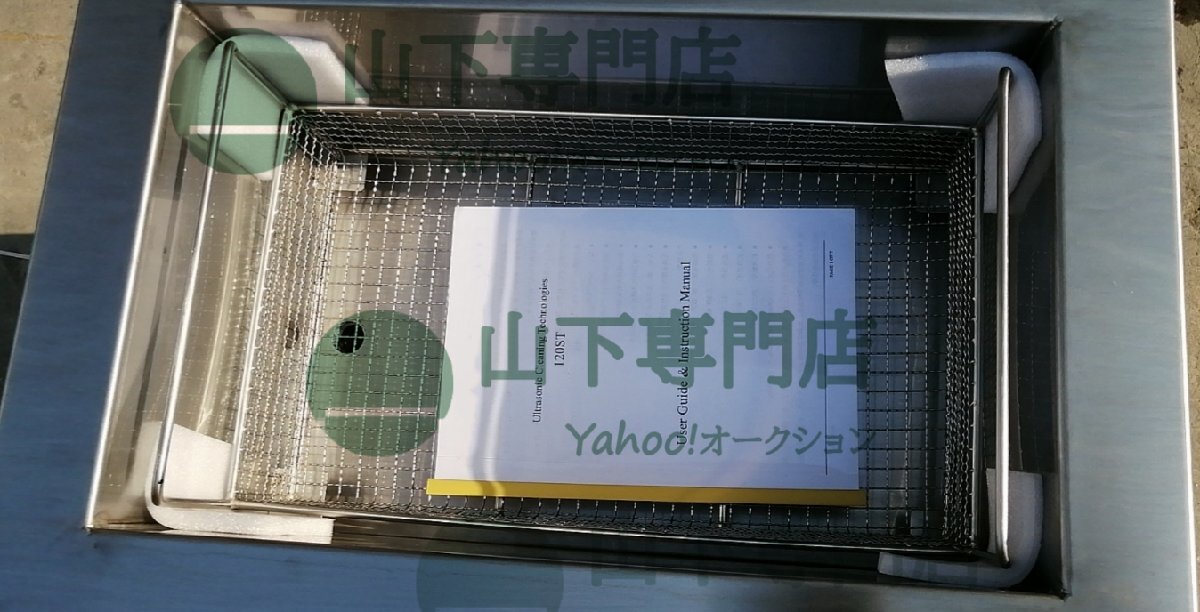 山下専門店
Yahoo!
Ultrasonic Cleaning Technologies
120ST
User Guide & Instruction Manual
山下専門店
Yahoo!オークション